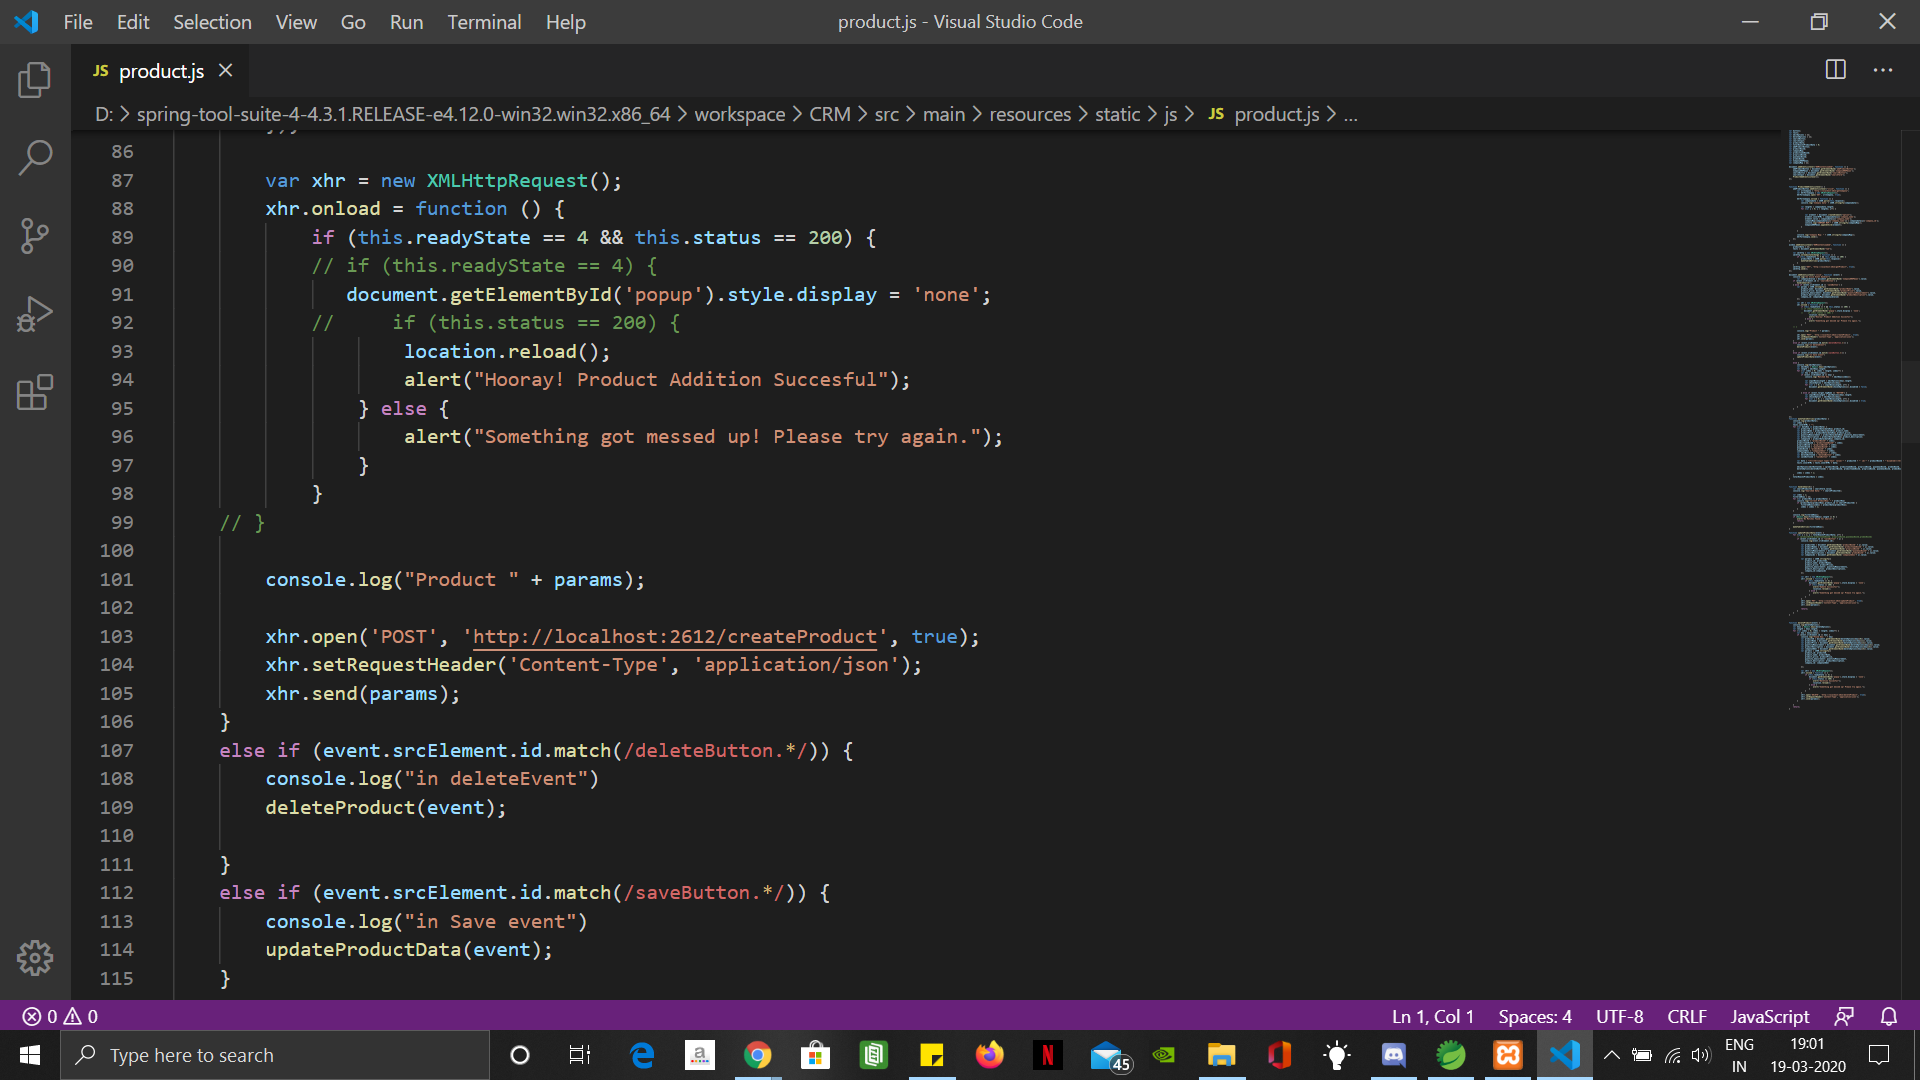 File Edit Selection View Go Run Terminal Help product.js - Visual Studio Code
JS product.js
D: > spring-tool-suite-4-4.3.1.RELEASE-e4.12.0-win32.win32.x86_64 > workspace > CRM > src > main > resources > static > js > JS product.js > ...
86
87 var xhr = new XMLHttpRequest();
88 xhr.onload = function () {
89 if (this.readyState == 4 && this.status == 200) {
90 // if (this.readyState == 4) {
91 document.getElementById('popup').style.display = 'none';
92 // if (this.status == 200) {
93 location.reload();
94 alert("Hooray! Product Addition Succesful");
95 } else {
96 alert("Something got messed up! Please try again.");
97 }
98 }
99 // }
100
101 console.log("Product " + params);
102
103 xhr.open('POST', 'http://localhost:2612/createProduct', true);
104 xhr.setRequestHeader('Content-Type', 'application/json');
105 xhr.send(params);
106 }
107 else if (event.srcElement.id.match(/deleteButton.*/)) {
108 console.log("in deleteEvent")
109 deleteProduct(event);
110
111 }
112 else if (event.srcElement.id.match(/saveButton.*/)) {
113 console.log("in Save event")
114 updateProductData(event);
115 }
0 0 Ln 1, Col 1 Spaces: 4 UTF-8 CRLF JavaScript
Type here to search
45
ENG
IN
19:01
19-03-2020